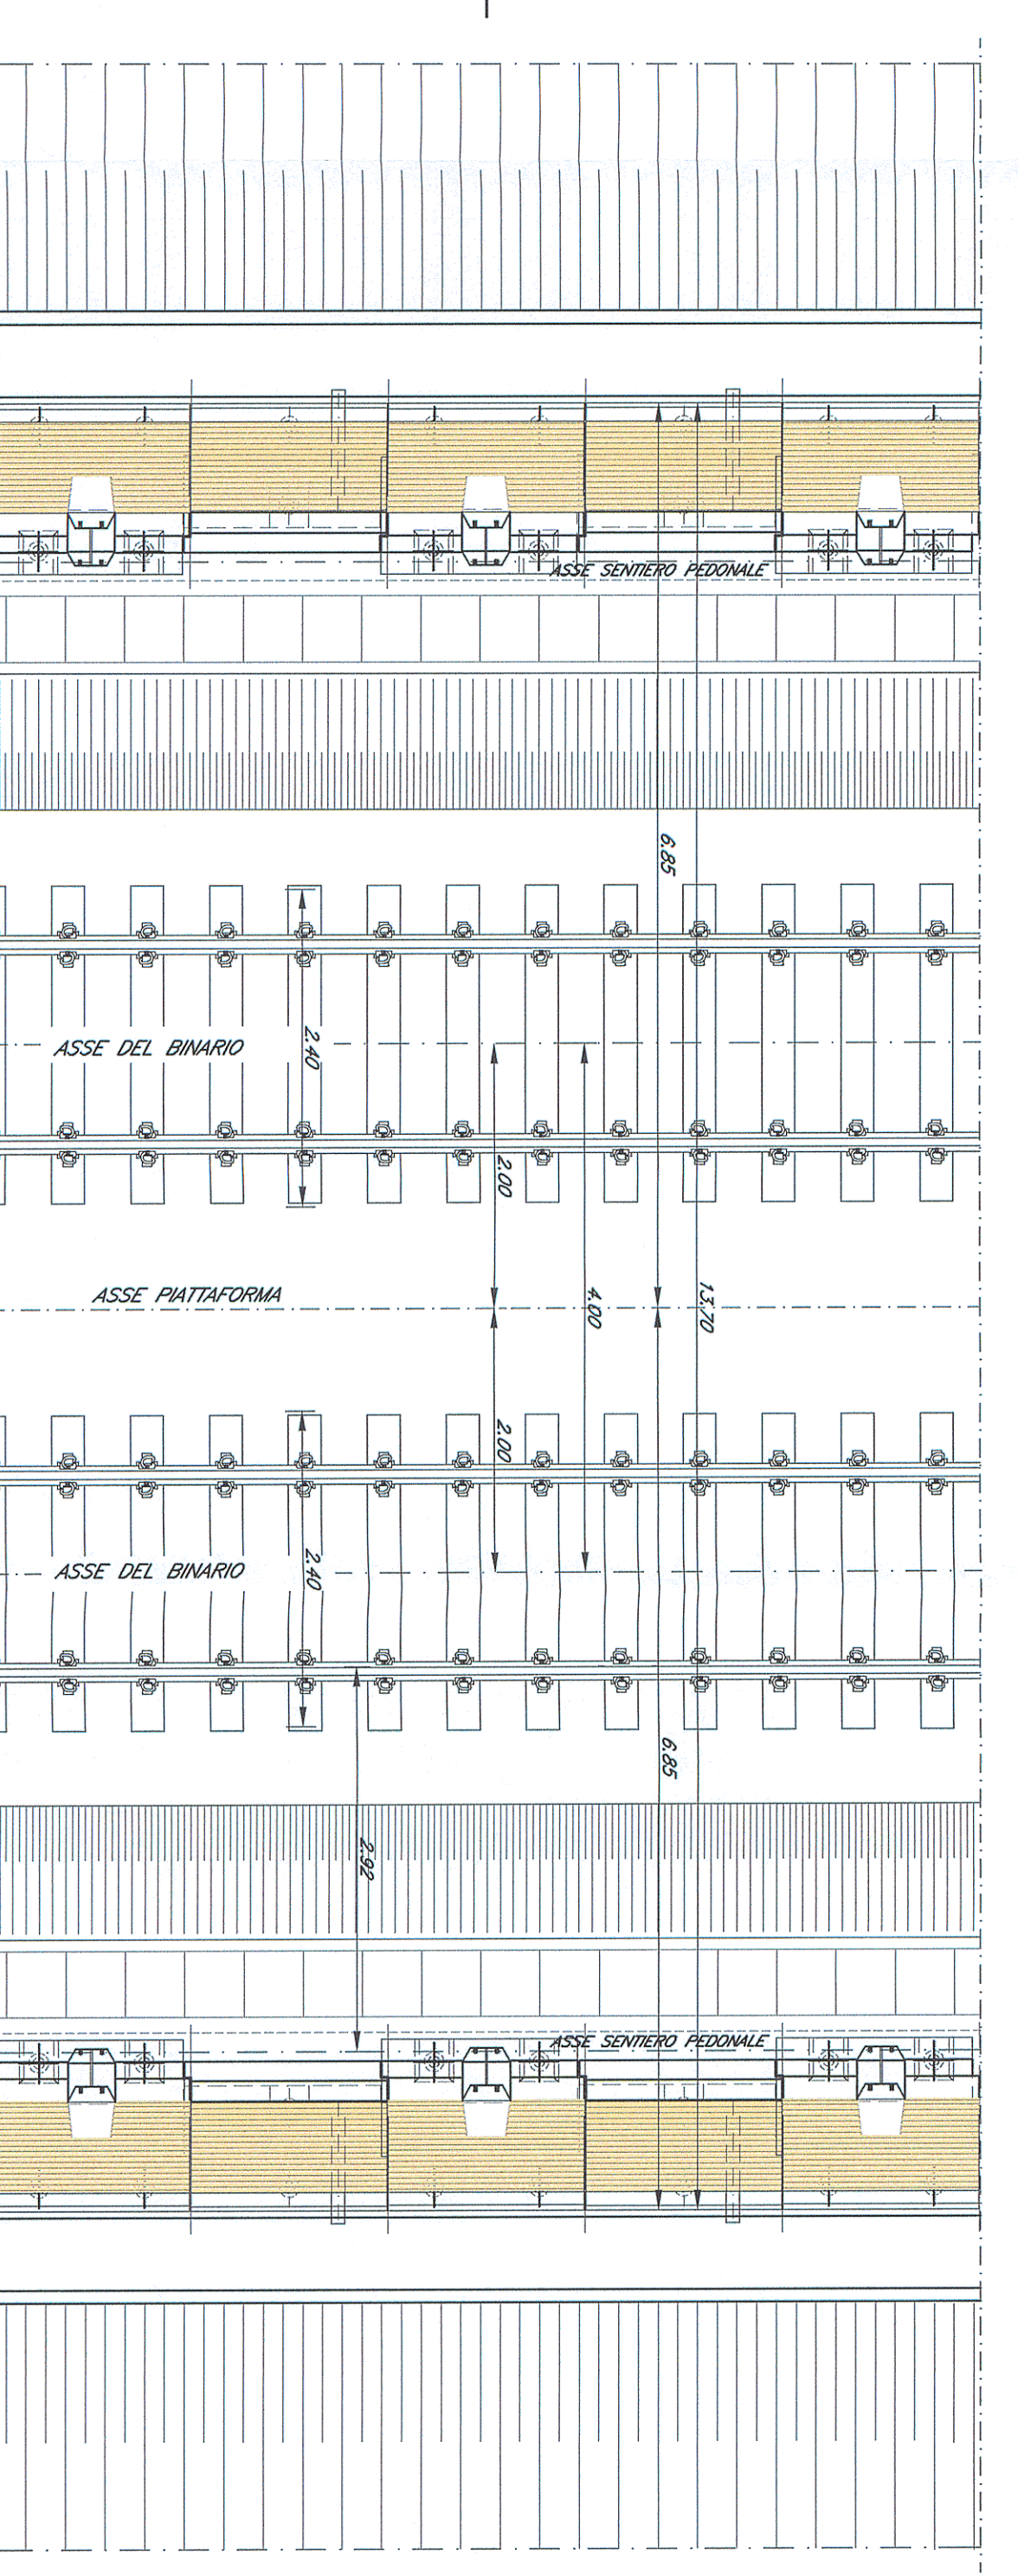 ASSE SENTIERO PEDONALE
6.85
ASSE DEL BINARIO
2.40
2.00
ASSE PIATTAFORMA
4.00
13.70
2.00
ASSE DEL BINARIO
2.40
6.85
2.92
ASSE SENTIERO PEDONALE